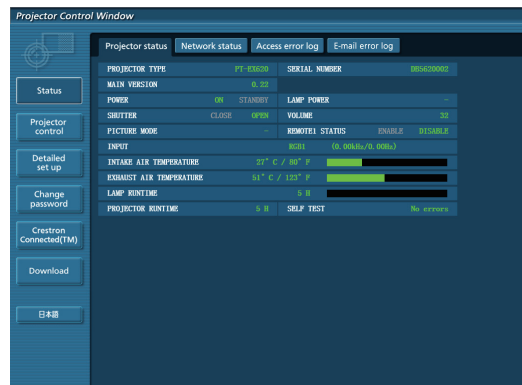 Projector Control Window
Projector status Network status Access error log E-mail error log
Status
Projector control
Detailed set up
Change password
Crestron Connected(TM)
Download
日本語
PROJECTOR TYPE PT-EX620 SERIAL NUMBER DB5620002
MAIN VERSION 0.22
POWER ON STANDBY LAMP POWER -
SHUTTER CLOSE OPEN VOLUME 32
PICTURE MODE - REMOTE1 STATUS ENABLE DISABLE
INPUT RGB1 (0.00kHz/0.00Hz)
INTAKE AIR TEMPERATURE 27° C / 80° F
EXHAUST AIR TEMPERATURE 51° C / 123° F
LAMP RUNTIME 5 H
PROJECTOR RUNTIME 5 H SELF TEST No errors